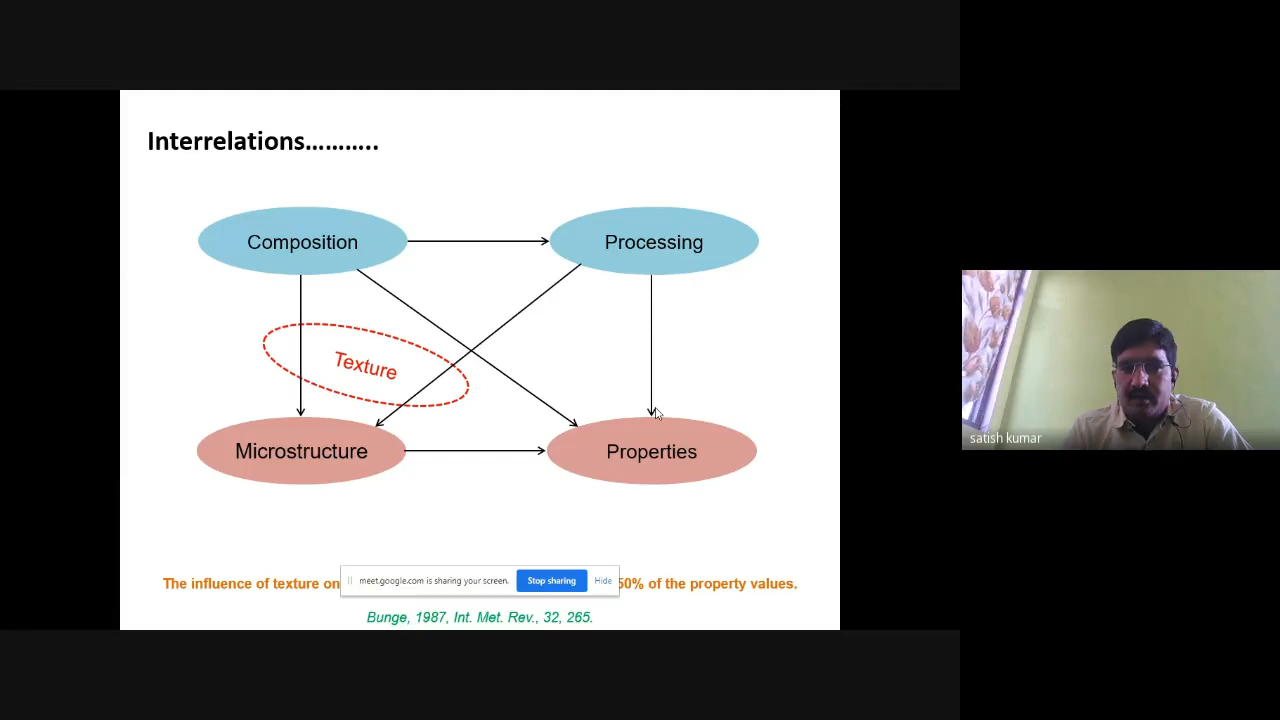 Interrelations………..
Composition
Processing
Texture
Microstructure
Properties
The influence of texture on
50% of the property values.
meet.google.com is sharing your screen.
Stop sharing
Hide
Bunge, 1987, Int. Met. Rev., 32, 265.
satish kumar